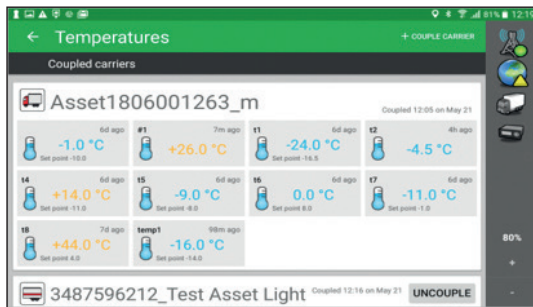 81% 12:19
Temperatures
+ COUPLE CARRIER
Coupled carriers
Asset1806001263_m
Coupled 12:05 on May 21
6d ago
-1.0 °C
Set point -10.0
#1 7m ago
+26.0 °C
t1 6d ago
-24.0 °C
Set point -16.5
t2 4h ago
-4.5 °C
t4 6d ago
+14.0 °C
Set point -11.0
t5 6d ago
-9.0 °C
Set point -8.0
t6 6d ago
0.0 °C
Set point 8.0
t7 6d ago
-11.0 °C
Set point -1.0
t8 7d ago
+44.0 °C
Set point 4.0
temp1 98m ago
-16.0 °C
Set point -14.0
80%
+
-
3487596212_Test Asset Light
Coupled 12:16 on May 21
UNCOUPLE